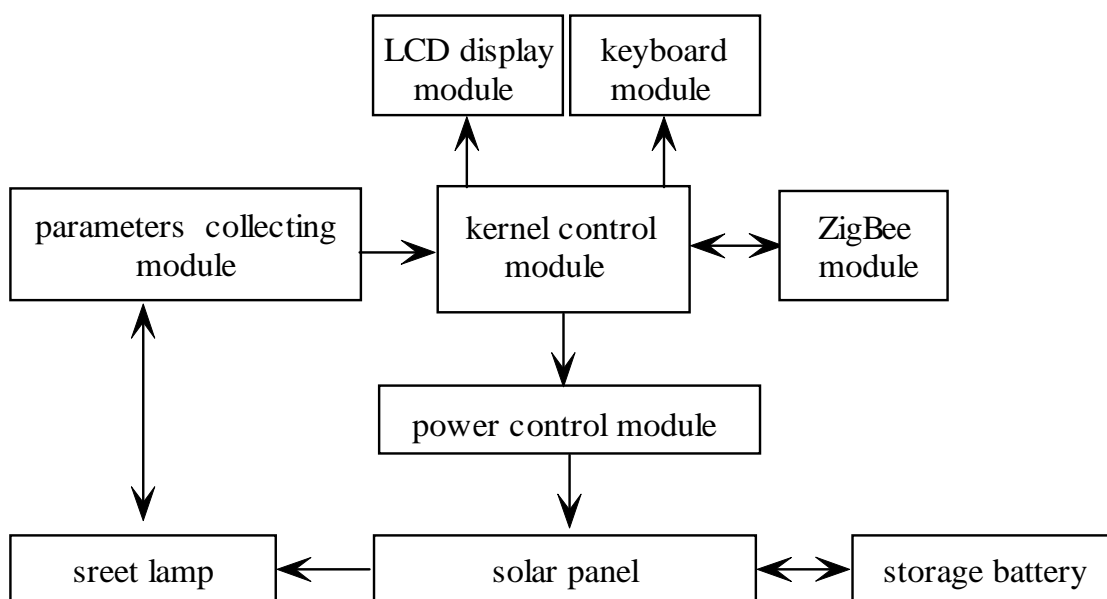 LCD display
module
keyboard
module
parameters collecting
module
kernel control
module
ZigBee
module
power control module
sreet lamp
solar panel
storage battery